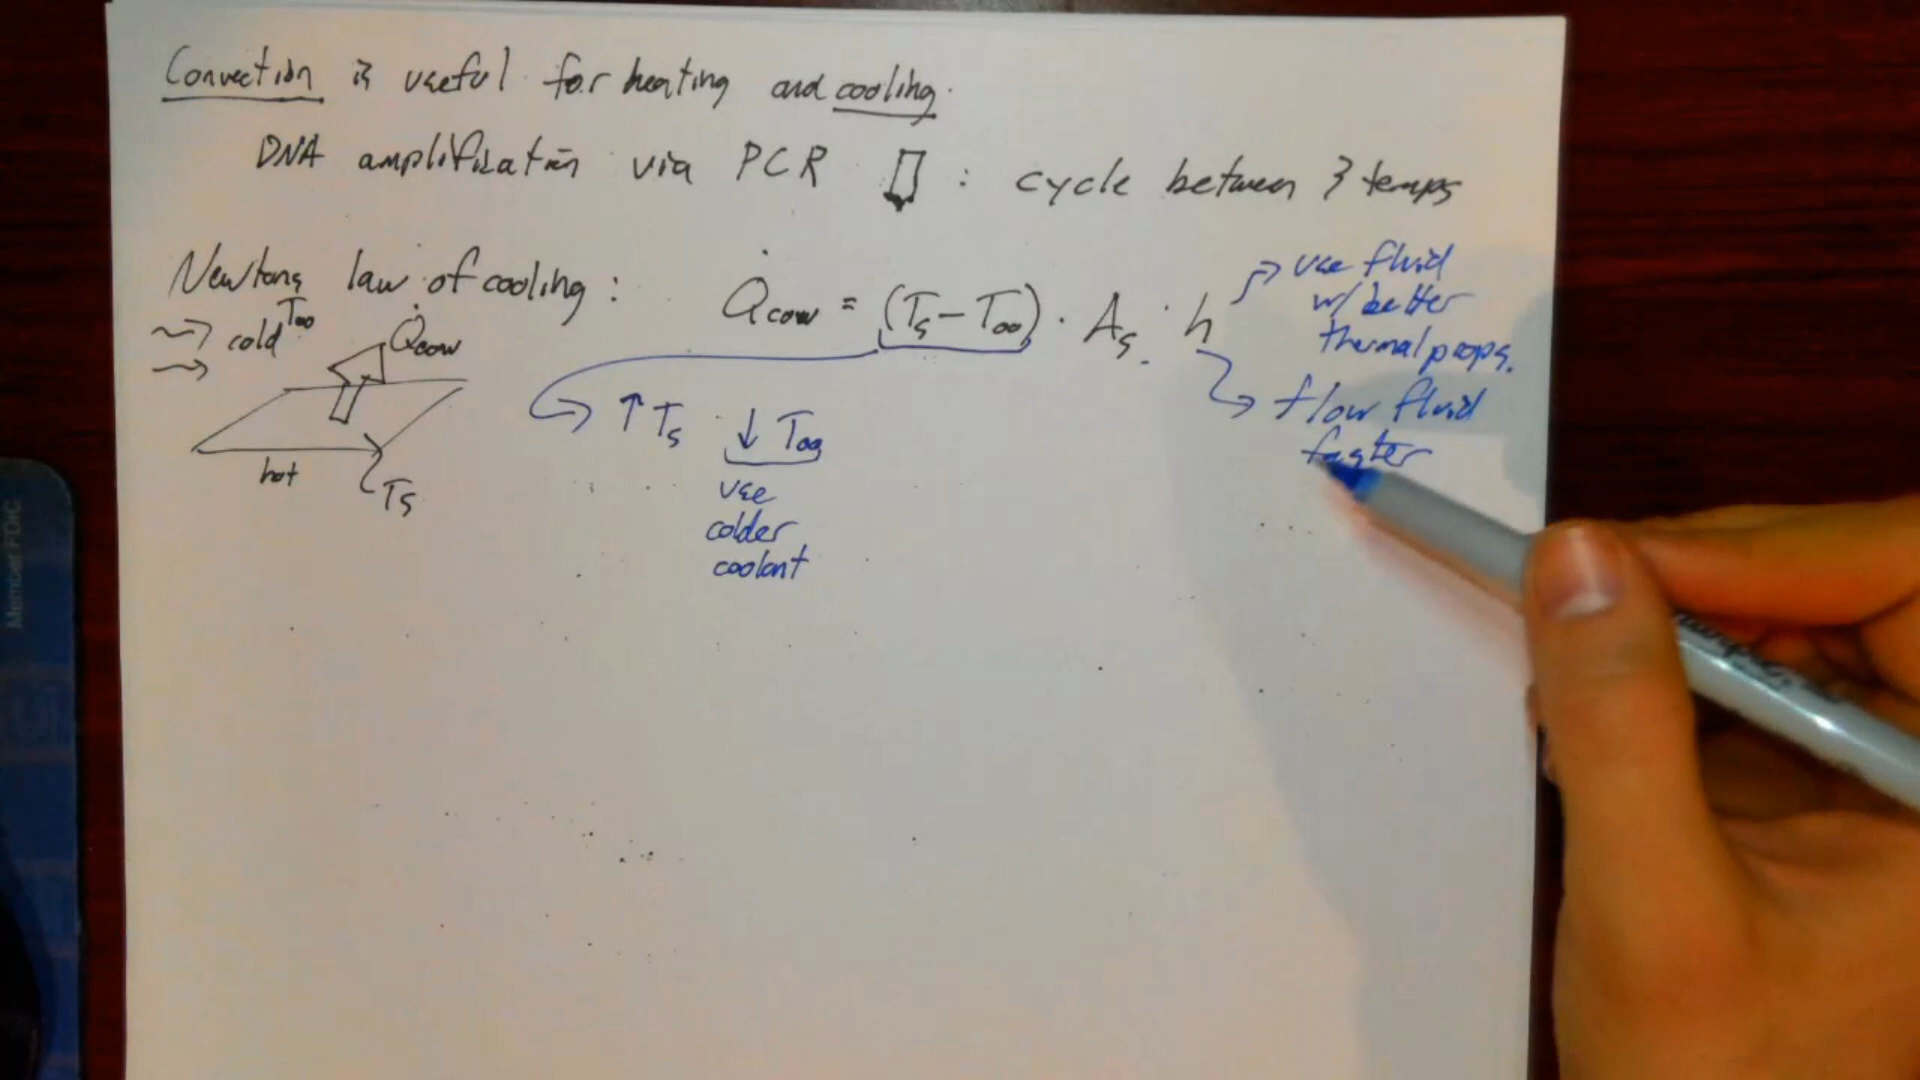 Convection is useful for heating and cooling.
DNA amplification via PCR : cycle between 3 temps
Newtons law of cooling : Q̇conv = (Ts - T∞) · As · h
use fluid
w/ better
thermal props.
flow fluid
faster
cold T∞
Q̇conv
hot
Ts
↑ Ts ↓ T∞
use
colder
coolant
Member FDIC